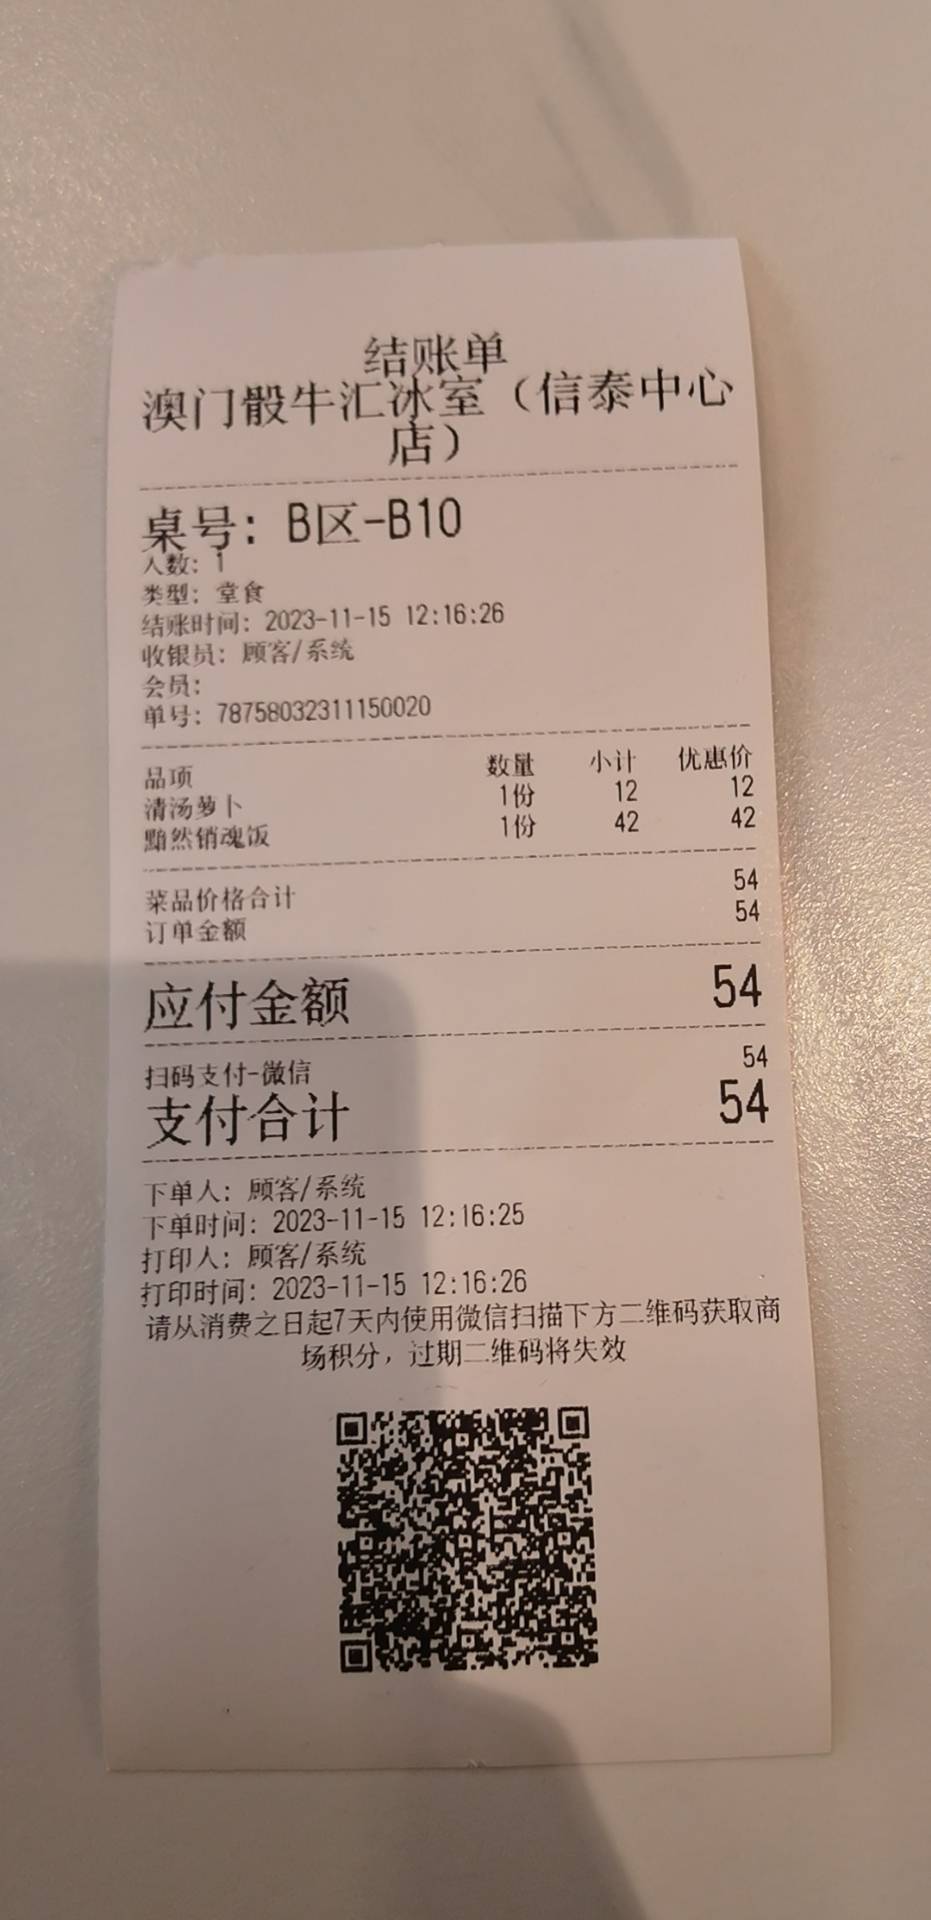 结账单
澳门骰牛汇冰室（信泰中心
店）
桌号: B区-B10
人数: 1
类型: 堂食
结账时间: 2023-11-15 12:16:26
收银员: 顾客/系统
会员:
单号: 78758032311150020
品项 数量 小计 优惠价
清汤萝卜 1份 12 12
黯然销魂饭 1份 42 42
菜品价格合计 54
订单金额 54
应付金额 54
扫码支付-微信 54
支付合计 54
下单人: 顾客/系统
下单时间: 2023-11-15 12:16:25
打印人: 顾客/系统
打印时间: 2023-11-15 12:16:26
请从消费之日起7天内使用微信扫描下方二维码获取商
场积分，过期二维码将失效